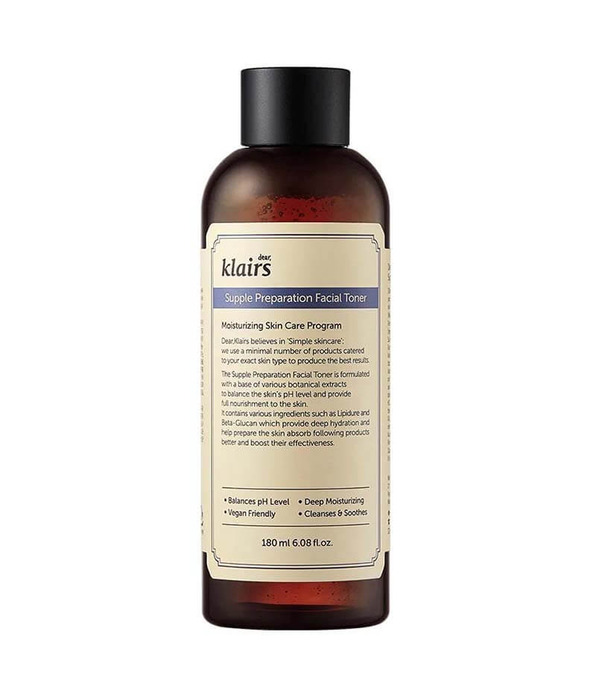 dear,
klairs
Supple Preparation Facial Toner
Moisturizing Skin Care Program
Dear,Klairs believes in 'Simple skincare':
we use a minimal number of products catered
to your exact skin type to produce the best results.
The Supple Preparation Facial Toner is formulated
with a base of various botanical extracts
to balance the skin's pH level and provide
full nourishment to the skin.
It contains various ingredients such as Lipidure and
Beta-Glucan which provide deep hydration and
help prepare the skin absorb following products
better and boost their effectiveness.
• Balances pH Level • Deep Moisturizing
• Vegan Friendly • Cleanses & Soothes
180 ml 6.08 fl.oz.